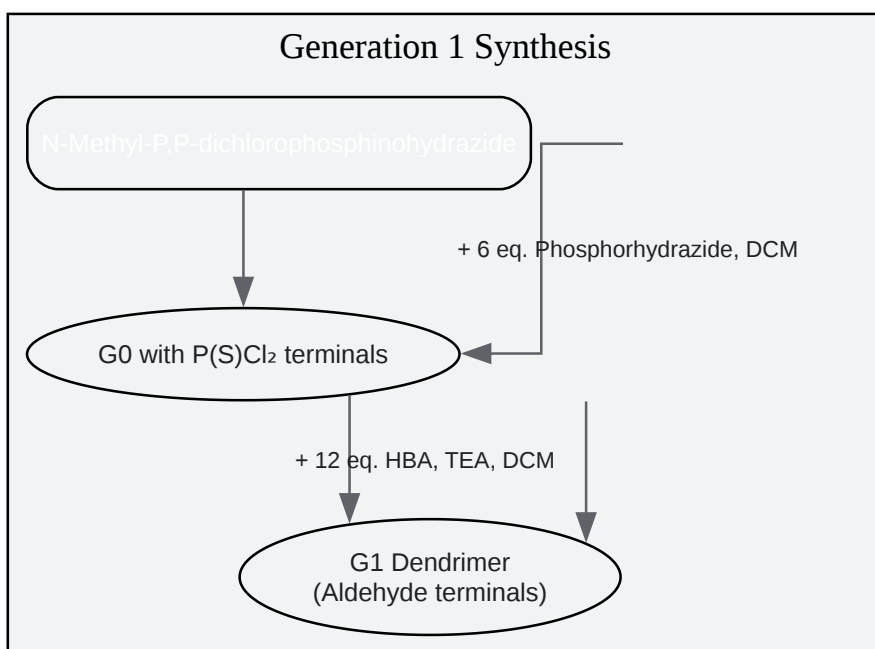 Generation 1 Synthesis
N-Methyl-P,P-dichlorophosphinohydrazide
+ 6 eq. Phosphorhydrazide, DCM
G0 with P(S)Cl₂ terminals
+ 12 eq. HBA, TEA, DCM
G1 Dendrimer
(Aldehyde terminals)